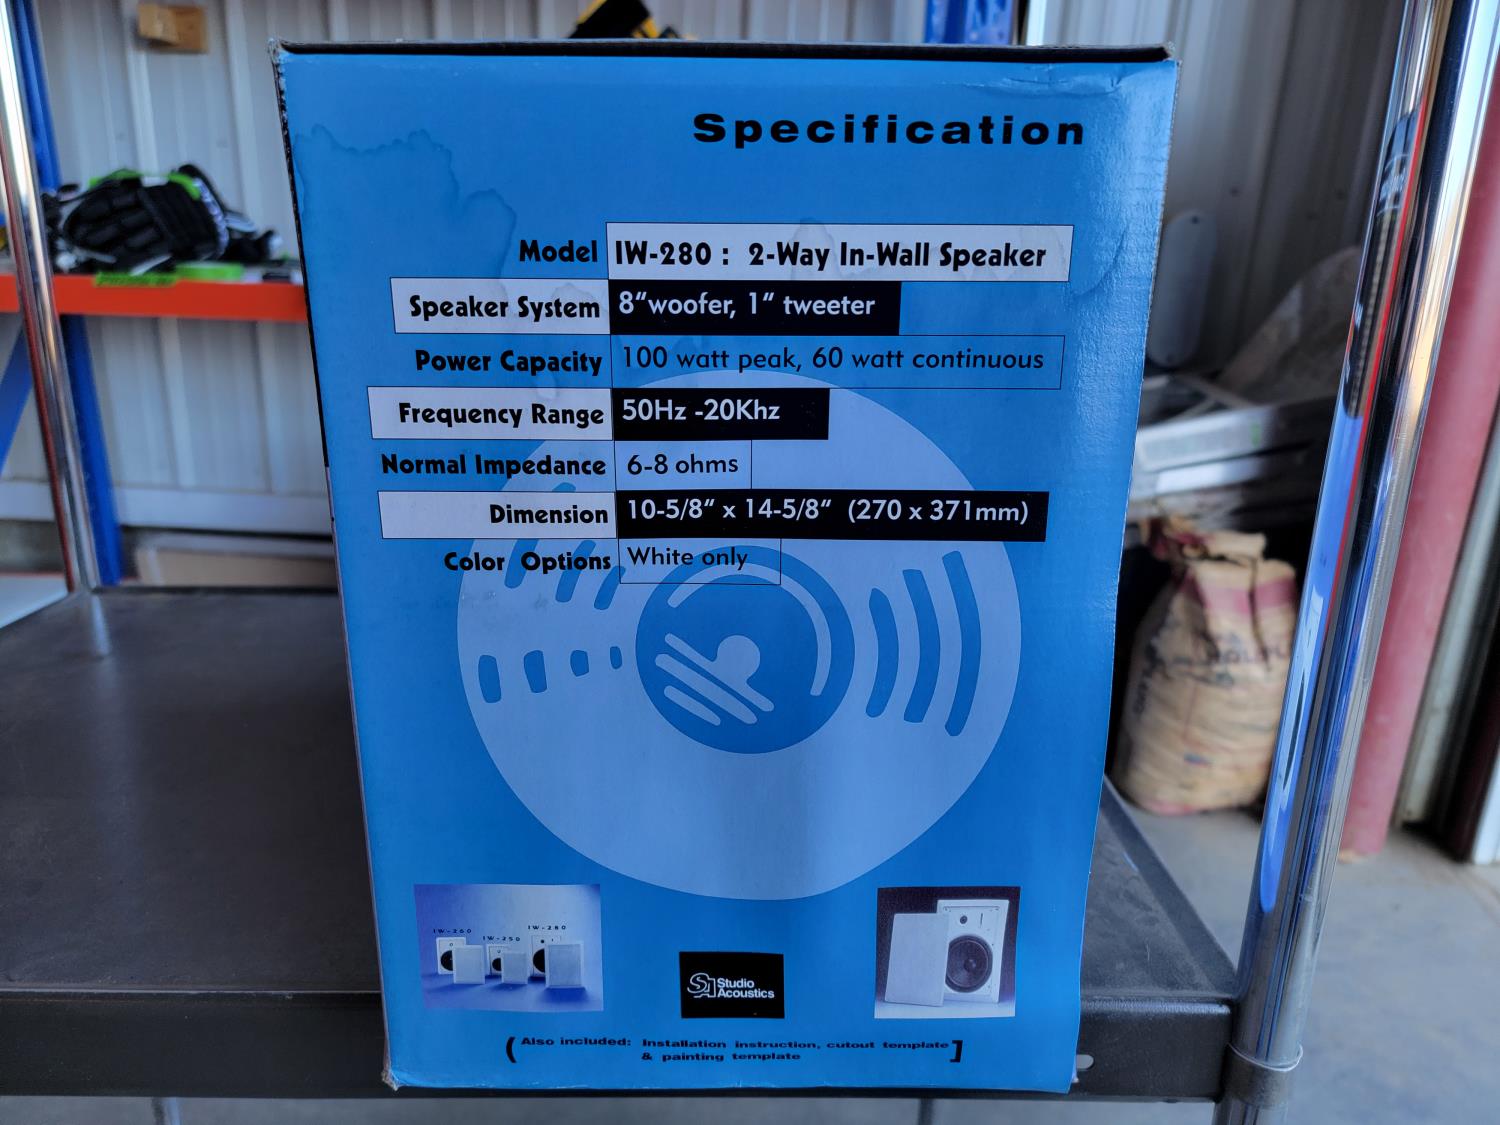 Specification
Model IW-280 : 2-Way In-Wall Speaker
Speaker System 8“woofer, 1“ tweeter
Power Capacity 100 watt peak, 60 watt continuous
Frequency Range 50Hz -20Khz
Normal Impedance 6-8 ohms
Dimension 10-5/8“ x 14-5/8“ (270 x 371mm)
Color Options White only
IW-260 IW-250 IW-280
SA Studio
Acoustics
( Also included: Installation instruction, cutout template
& painting template ]